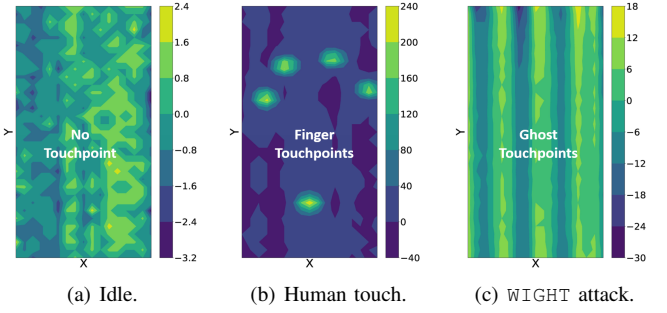 2.4
1.6
0.8
0.0
−0.8
−1.6
−2.4
−3.2
Y
No
Touchpoint
X
240
200
160
120
80
40
0
−40
Y
Finger
Touchpoints
X
18
12
6
0
−6
−12
−18
−24
−30
Y
Ghost
Touchpoints
X
(a) Idle.
(b) Human touch.
(c) WIGHT attack.